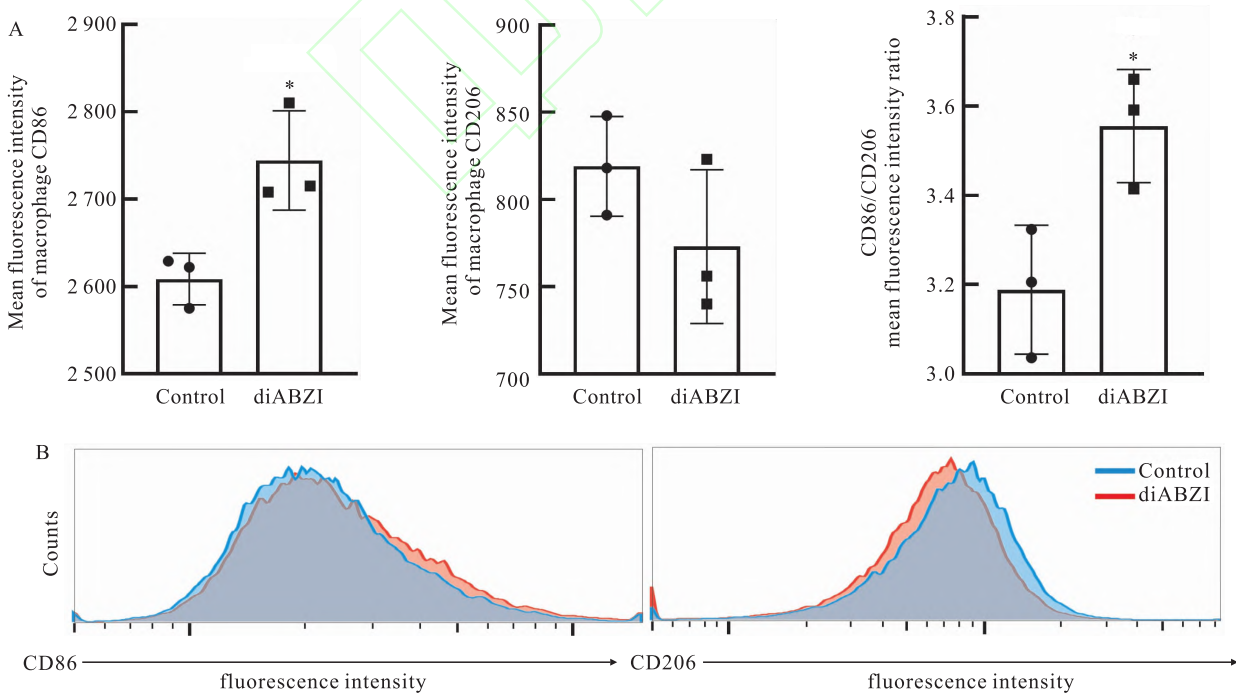 A
Mean fluorescence intensity
of macrophage CD86
2 900
2 800
2 700
2 600
2 500
*
Control
diABZI
Mean fluorescence intensity
of macrophage CD206
900
850
800
750
700
Control
diABZI
CD86/CD206
mean fluorescence intensity ratio
3.8
3.6
3.4
3.2
3.0
*
Control
diABZI
B
Counts
Control
diABZI
CD86
fluorescence intensity
CD206
fluorescence intensity